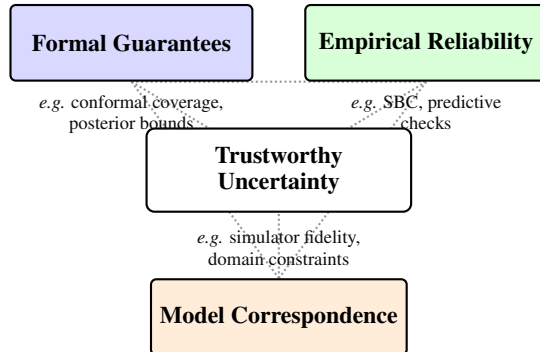 Formal Guarantees
Empirical Reliability
e.g. conformal coverage,
posterior bounds
e.g. SBC, predictive
checks
Trustworthy
Uncertainty
e.g. simulator fidelity,
domain constraints
Model Correspondence